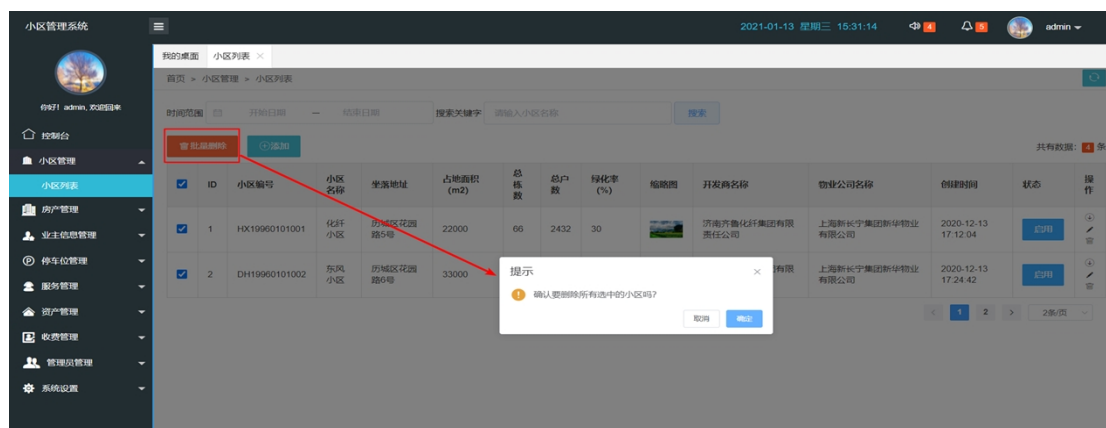 小区管理系统
2021-01-13 星期三 15:31:14
4
5
admin
你好! admin, 欢迎回来
控制台
小区管理
小区列表
房产管理
业主信息管理
停车位管理
服务管理
资产管理
收费管理
管理员管理
系统设置
我的桌面 小区列表 ×
首页 > 小区管理 > 小区列表
时间范围 开始日期 – 结束日期 搜索关键字 请输入小区名称 搜索
批量删除 添加 共有数据: 4 条
ID 小区编号 小区名称 坐落地址 占地面积(m2) 总栋数 总户数 绿化率(%) 缩略图 开发商名称 物业公司名称 创建时间 状态 操作
1 HX19960101001 化纤小区 历城区花园路5号 22000 66 2432 30 济南齐鲁化纤集团有限责任公司 上海新长宁集团新华物业有限公司 2020-12-13 17:12:04 启用
2 DH19960101002 东风小区 历城区花园路6号 33000 有限 上海新长宁集团新华物业有限公司 2020-12-13 17:24:42 启用
提示 ×
确认要删除所有选中的小区吗?
取消 确定
< 1 2 > 2条/页